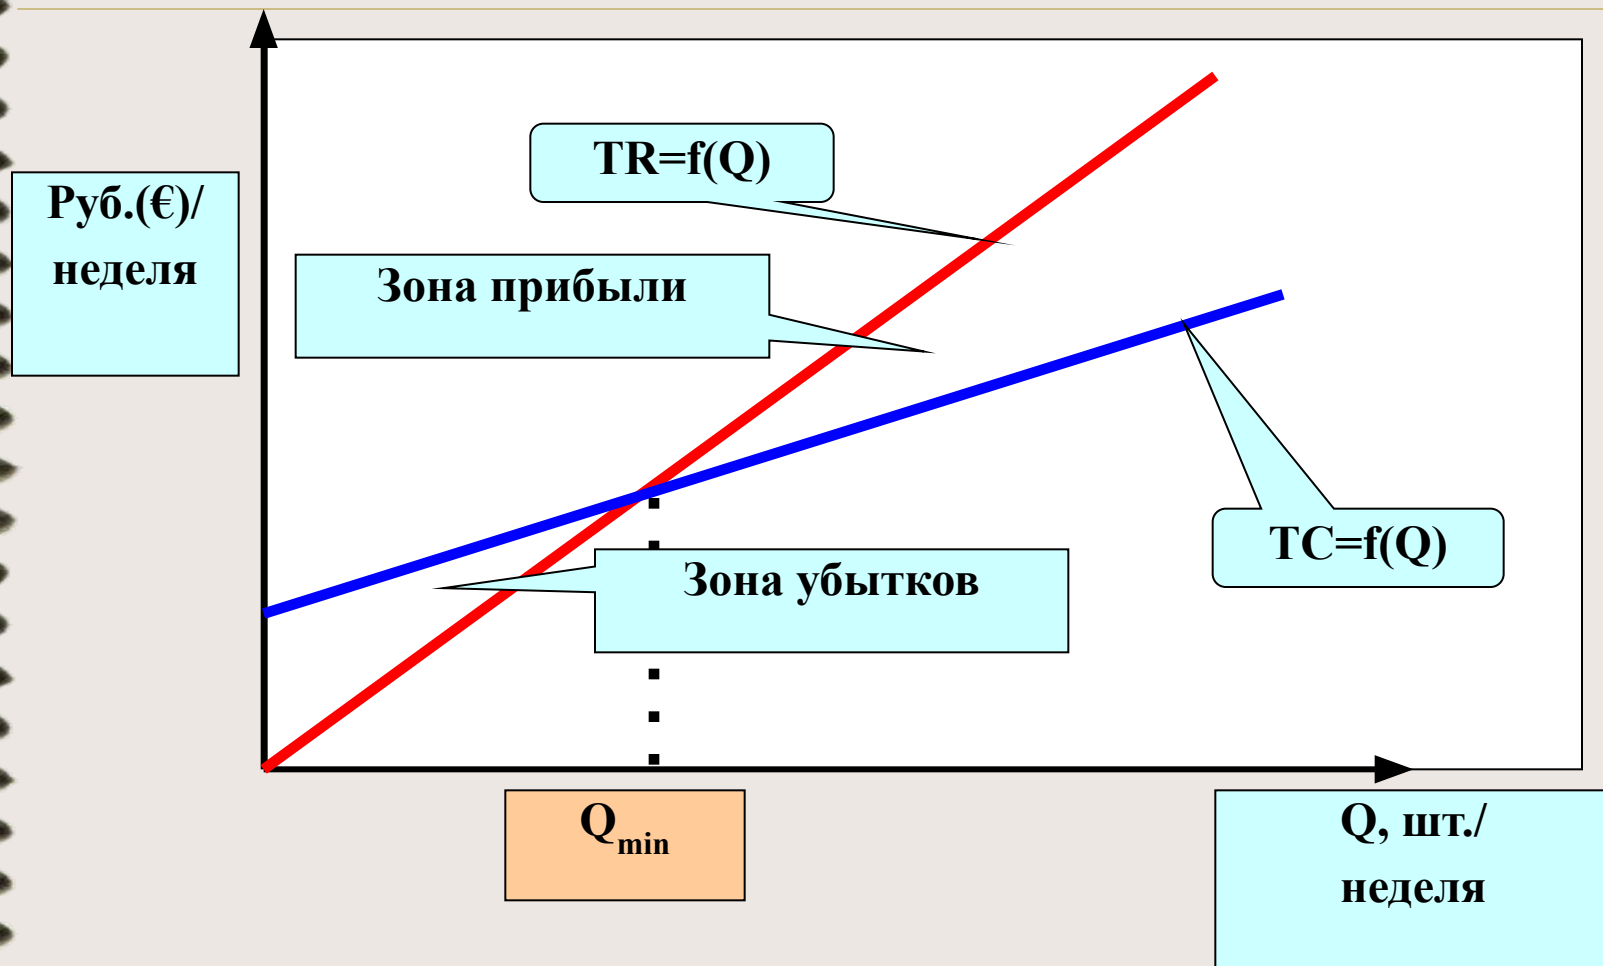 TR=f(Q)
Руб.(€)/
неделя
Зона прибыли
TC=f(Q)
Зона убытков
Qmin
Q, шт./
неделя